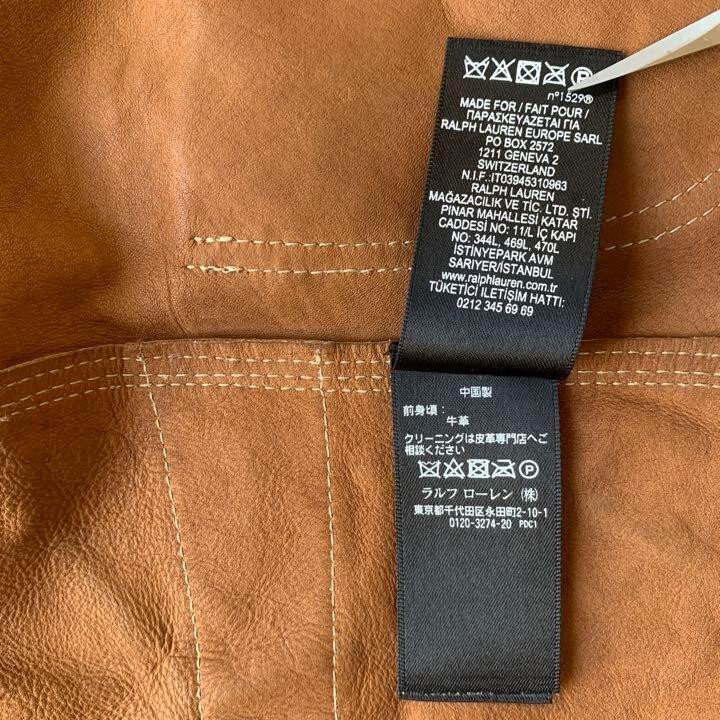 n°1529®
MADE FOR / FAIT POUR /
ΠΑΡΑΣΚΕΥΑΖΕΤΑΙ ΓΙΑ
RALPH LAUREN EUROPE SARL
PO BOX 2572
1211 GENEVA 2
SWITZERLAND
N.I.F.:IT03945310963
RALPH LAUREN
MAĞAZACILIK VE TİC. LTD. ŞTİ.
PINAR MAHALLESİ KATAR
CADDESİ NO: 11/L İÇ KAPI
NO: 344L, 469L, 470L
İSTİNYEPARK AVM
SARIYER/İSTANBUL
www.ralphlauren.com.tr
TÜKETİCİ İLETİŞİM HATTI:
0212 345 69 69
中国製
前身頃:
牛革
クリーニングは皮革専門店へご
相談ください
P
ラルフ ローレン (株)
東京都千代田区永田町2-10-1
0120-3274-20 PDC1